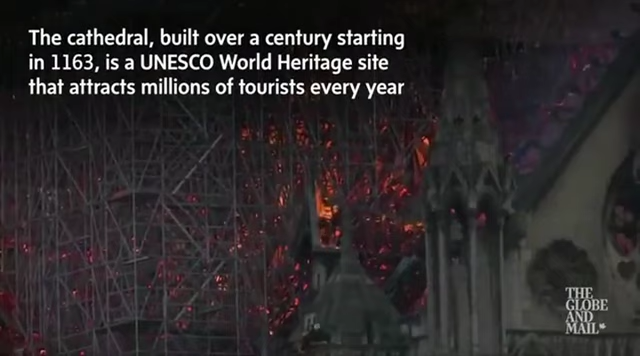 The cathedral, built over a century starting
in 1163, is a UNESCO World Heritage site
that attracts millions of tourists every year
THE
GLOBE
AND
MAIL